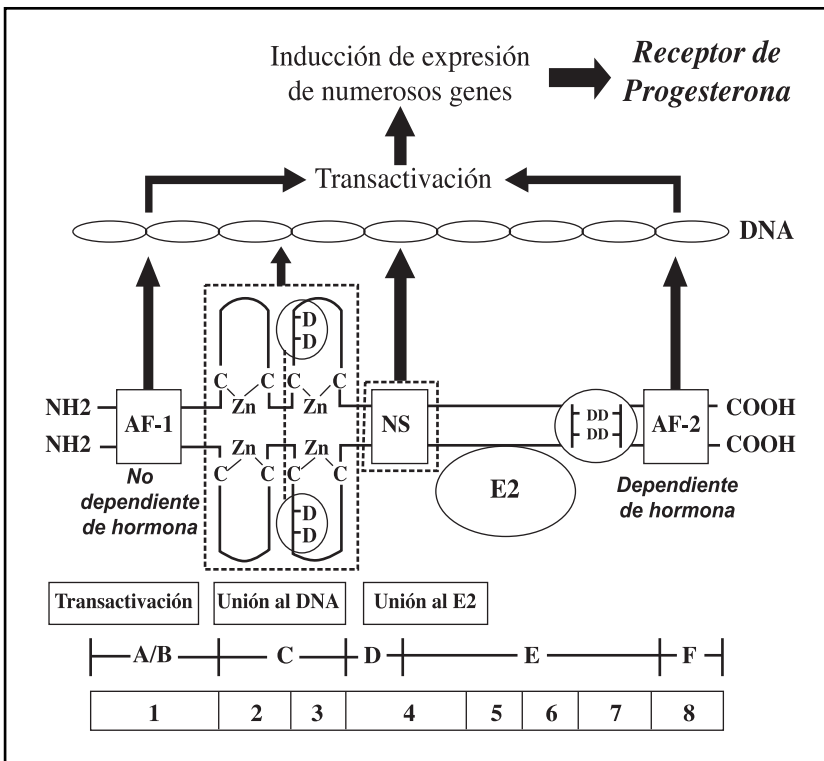 Inducción de expresión
de numerosos genes
Receptor de
Progesterona
Transactivación
DNA
D
D
D
D
C C C C
Zn Zn
NH2 AF-1 NS DD AF-2 COOH
NH2 DD COOH
Zn Zn
C C C C
D
D
No
dependiente
de hormona
E2
Dependiente
de hormona
Transactivación Unión al DNA Unión al E2
A/B C D E F
1 2 3 4 5 6 7 8